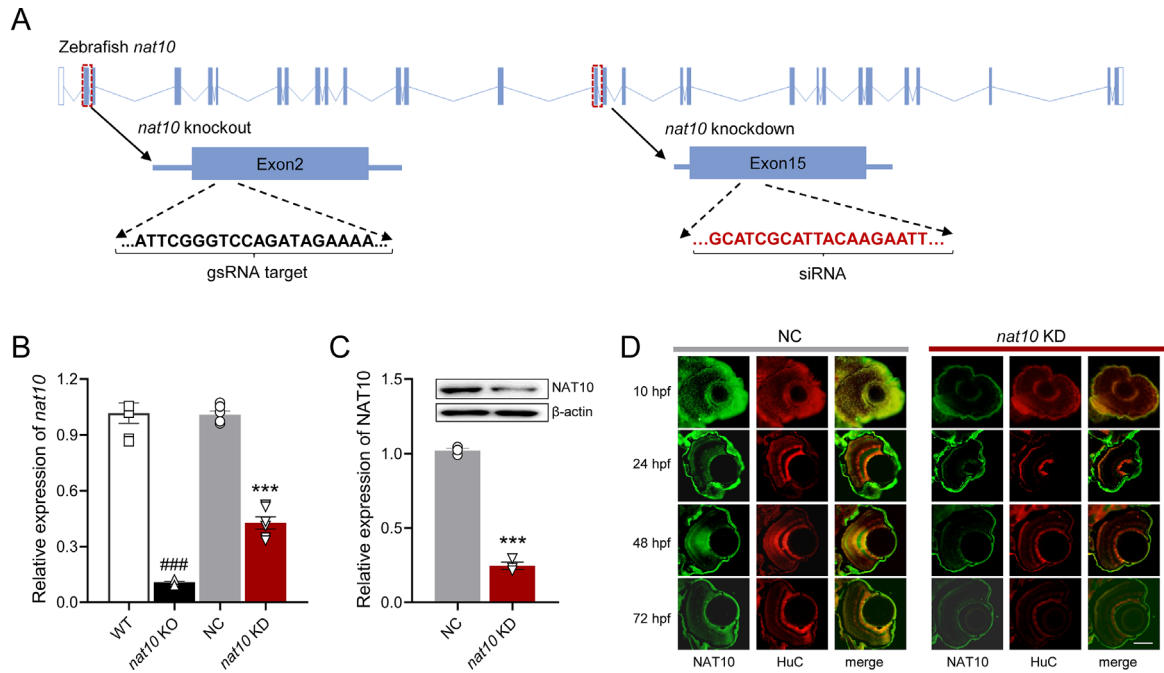 A
Zebrafish nat10
nat10 knockout
nat10 knockdown
Exon2
Exon15
...ATTCGGGTCCAGATAGAAAA...
...GCATCGCATTACAAGAATT...
gsRNA target
siRNA
B
Relative expression of nat10
1.2
0.9
0.6
0.3
0.0
###
***
WT
nat10 KO
NC
nat10 KD
C
Relative expression of NAT10
1.5
1.0
0.5
0.0
NAT10
β-actin
***
NC
nat10 KD
D
NC
nat10 KD
10 hpf
24 hpf
48 hpf
72 hpf
NAT10 HuC merge
NAT10 HuC merge